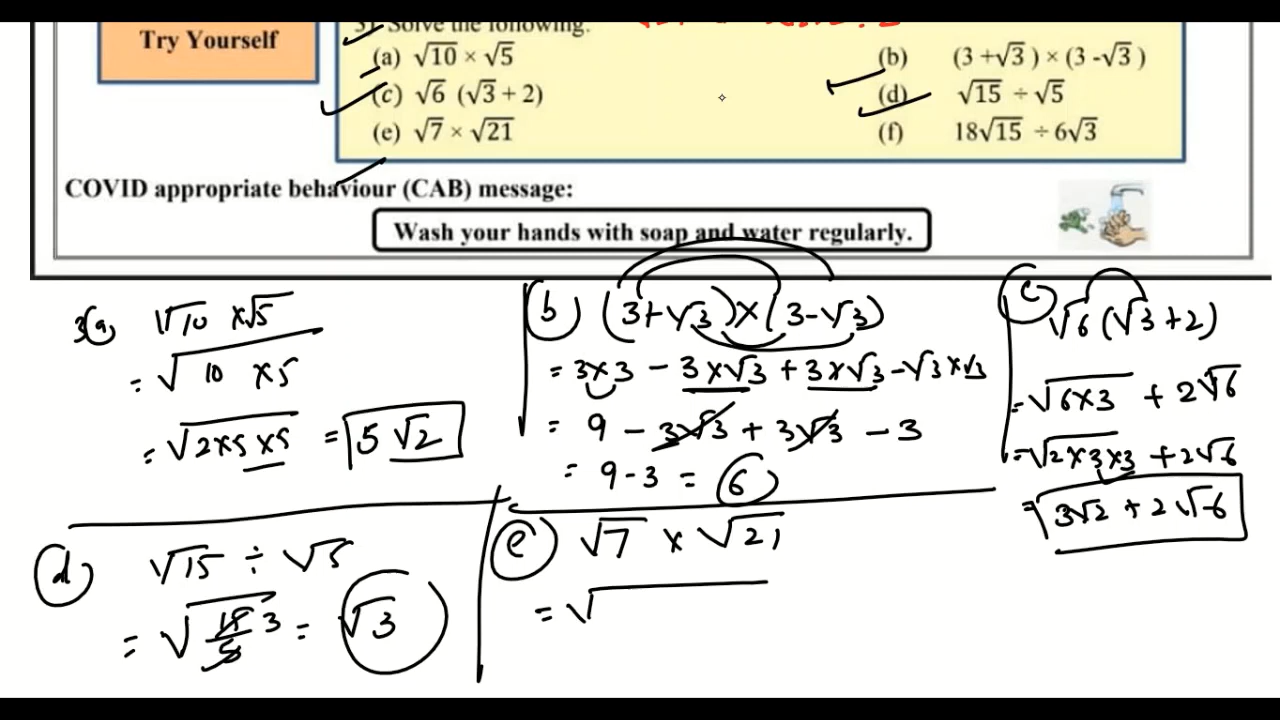 3) Solve the following:
Try Yourself
(a) √10 × √5
(b) (3 +√3 ) × (3 -√3 )
(c) √6 (√3 + 2)
(d) √15 ÷ √5
(e) √7 × √21
(f) 18√15 ÷ 6√3
COVID appropriate behaviour (CAB) message:
Wash your hands with soap and water regularly.
3(a) √10 ×√5
= √10 ×5
= √2×5×5 = 5√2
b) (3+√3)×(3-√3)
= 3×3 - 3×√3 + 3×√3 - √3×√3
= 9 - 3√3 + 3√3 - 3
= 9-3 = 6
c) √6(√3+2)
= √6×3 + 2√6
= √2×3×3 + 2√6
= 3√2 + 2√6
d) √15 ÷ √5
= √15/5 3 = √3
e) √7 × √21
= √